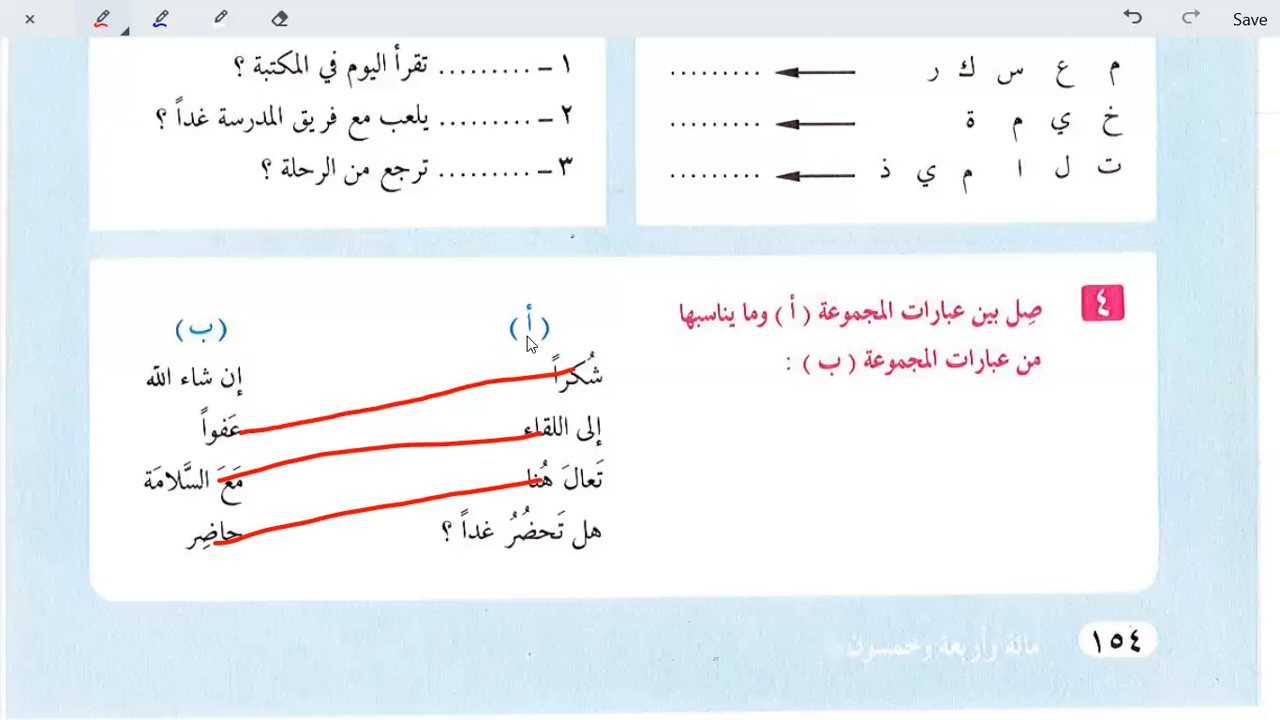 Save
م ع س ك ر ..........
خ ي م ة ..........
ت ل ا م ي ذ ..........
١ ـ .......... تقرأ اليوم في المكتبة ؟
٢ ـ .......... يلعب مع فريق المدرسة غداً ؟
٣ ـ .......... ترجع من الرحلة ؟
٤
صِل بين عبارات المجموعة ( أ ) وما يناسبها
من عبارات المجموعة ( ب ) :
( أ ) ( ب )
شُكراً إن شاء الله
إلى اللقاء عَفواً
تَعالَ هُنا مَعَ السَّلامَة
هل تَحضُرُ غداً ؟ حاضِر
١٥٤ مائة وأربعة وخمسون